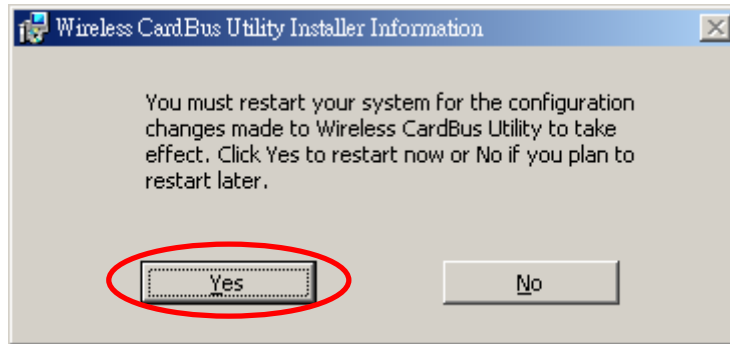 Wireless CardBus Utility Installer Information
You must restart your system for the configuration
changes made to Wireless CardBus Utility to take
effect. Click Yes to restart now or No if you plan to
restart later.
Yes
No